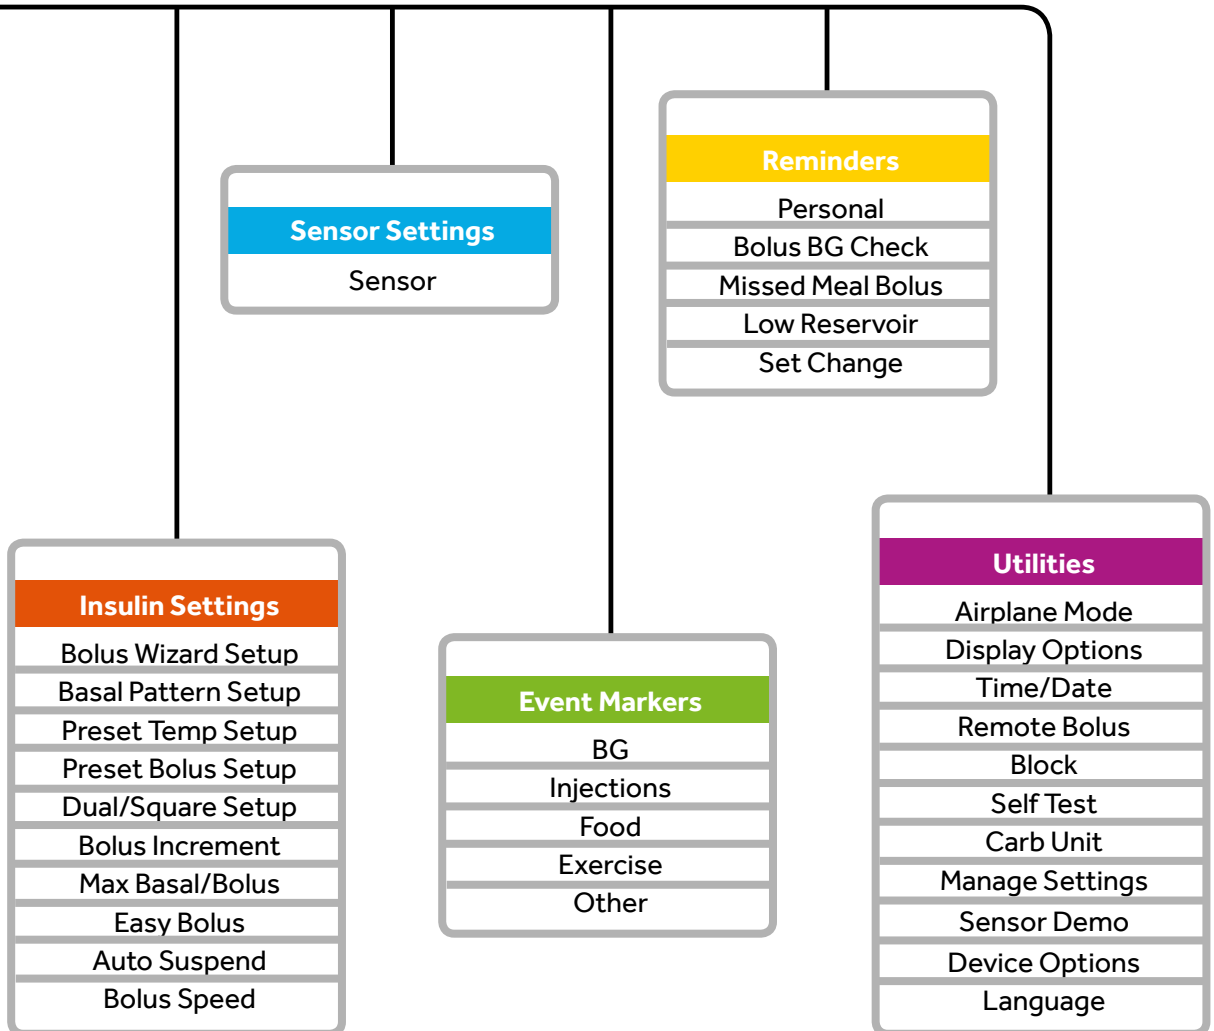 Reminders
Personal
Bolus BG Check
Missed Meal Bolus
Low Reservoir
Set Change
Sensor Settings
Sensor
Insulin Settings
Bolus Wizard Setup
Basal Pattern Setup
Preset Temp Setup
Preset Bolus Setup
Dual/Square Setup
Bolus Increment
Max Basal/Bolus
Easy Bolus
Auto Suspend
Bolus Speed
Event Markers
BG
Injections
Food
Exercise
Other
Utilities
Airplane Mode
Display Options
Time/Date
Remote Bolus
Block
Self Test
Carb Unit
Manage Settings
Sensor Demo
Device Options
Language